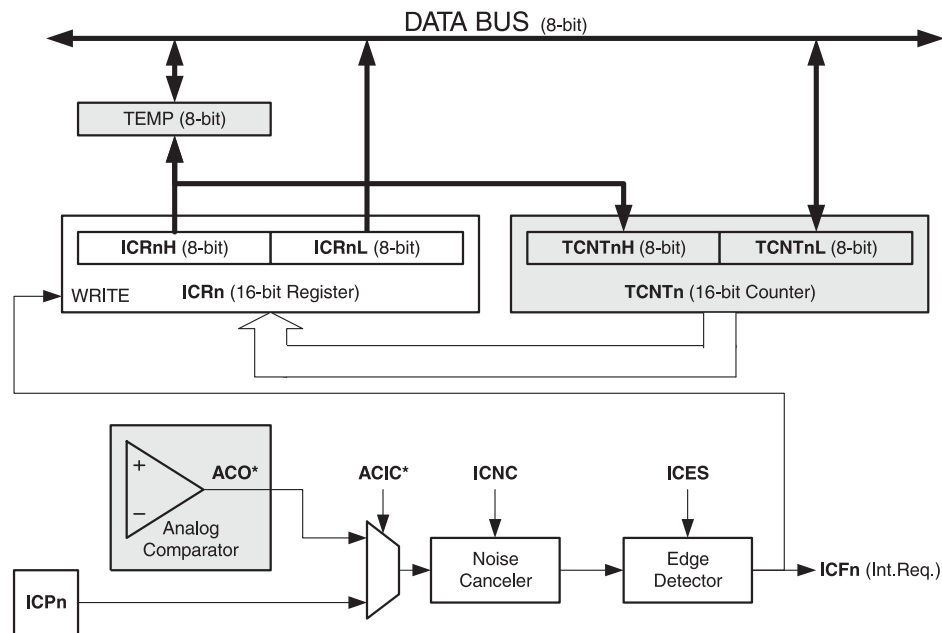 DATA BUS (8-bit)
TEMP (8-bit)
ICRnH (8-bit) ICRnL (8-bit)
WRITE ICRn (16-bit Register)
TCNTnH (8-bit) TCNTnL (8-bit)
TCNTn (16-bit Counter)
+
ACO*
−
Analog
Comparator
ACIC* ICNC ICES
Noise
Canceler
Edge
Detector
ICFn (Int.Req.)
ICPn